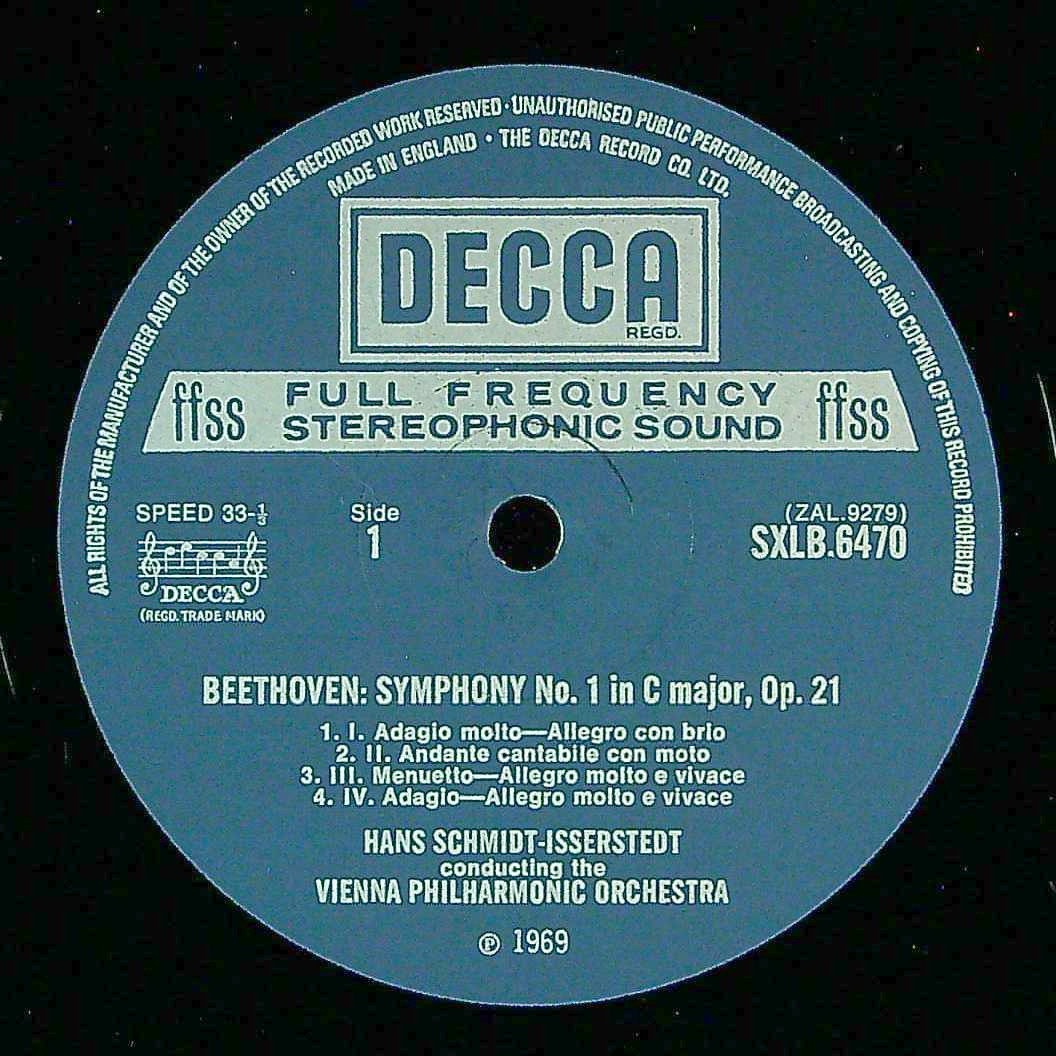 ALL RIGHTS OF THE MANUFACTURER AND OF THE OWNER OF THE RECORDED WORK RESERVED · UNAUTHORISED PUBLIC PERFORMANCE BROADCASTING AND COPYING OF THIS RECORD PROHIBITED
MADE IN ENGLAND • THE DECCA RECORD CO. LTD.
DECCA
REGD.
ffss FULL FREQUENCY ffss
STEREOPHONIC SOUND
SPEED 33-⅓
DECCA
(REGD. TRADE MARK)
Side
1
(ZAL.9279)
SXLB.6470
BEETHOVEN: SYMPHONY No. 1 in C major, Op. 21
1. I. Adagio molto—Allegro con brio
2. II. Andante cantabile con moto
3. III. Menuetto—Allegro molto e vivace
4. IV. Adagio—Allegro molto e vivace
HANS SCHMIDT-ISSERSTEDT
conducting the
VIENNA PHILHARMONIC ORCHESTRA
℗ 1969